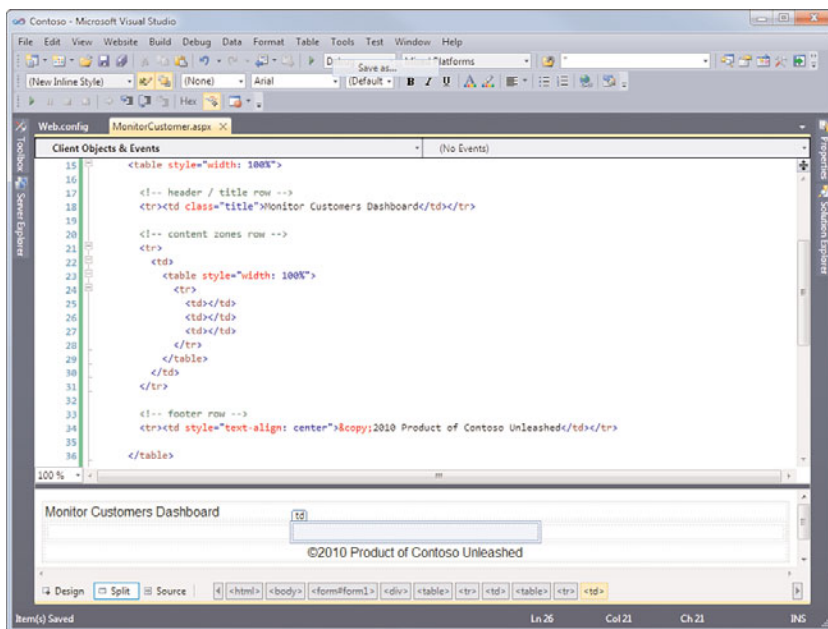 Contoso - Microsoft Visual Studio
File Edit View Website Build Debug Data Format Table Tools Test Window Help
Save as... Platforms
(New Inline Style) (None) Arial (Default B I U A
Hex
Web.config MonitorCustomer.aspx X
Client Objects & Events (No Events)
15 <table style="width: 100%">
16
17 <!-- header / title row -->
18 <tr><td class="title">Monitor Customers Dashboard</td></tr>
19
20 <!-- content zones row -->
21 <tr>
22 <td>
23 <table style="width: 100%">
24 <tr>
25 <td></td>
26 <td></td>
27 <td></td>
28 </tr>
29 </table>
30 </td>
31 </tr>
32
33 <!-- footer row -->
34 <tr><td style="text-align: center">&copy;2010 Product of Contoso Unleashed</td></tr>
35
36 </table>
100 %
Toolbox
Server Explorer
Properties
Solution Explorer
Monitor Customers Dashboard
td
©2010 Product of Contoso Unleashed
Design Split Source <html> <body> <form#form1> <div> <table> <tr> <td> <table> <tr> <td>
Item(s) Saved Ln 26 Col 21 Ch 21 INS